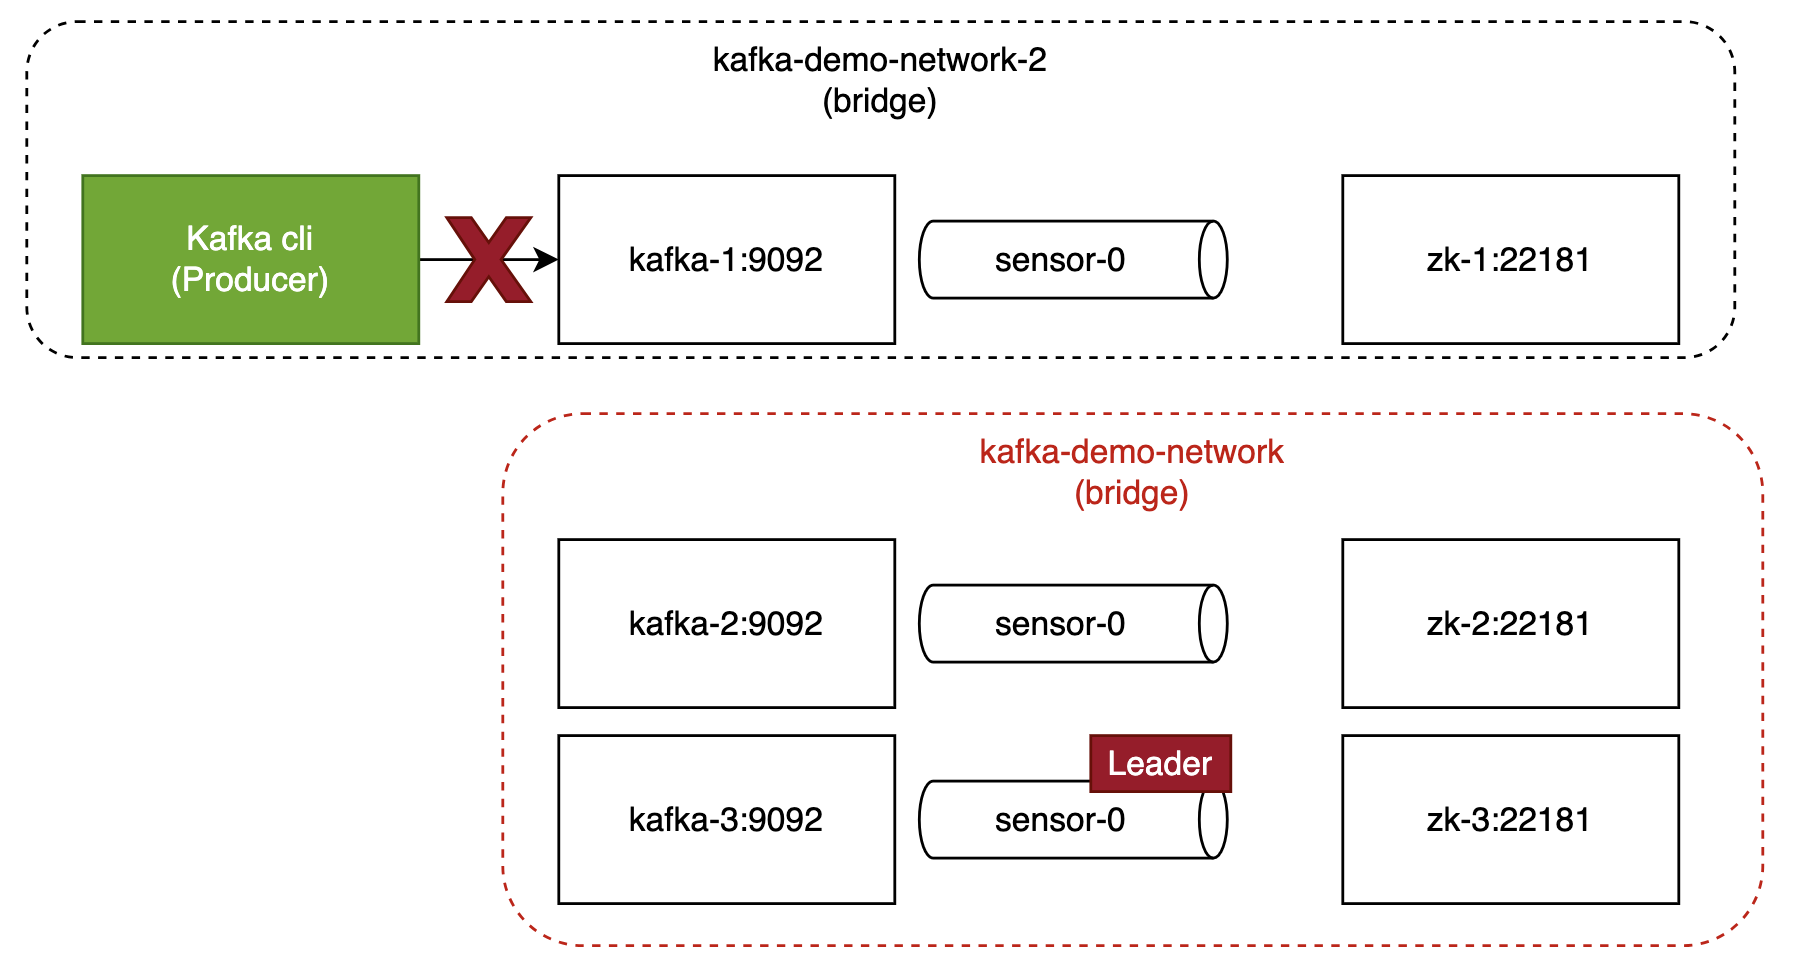 kafka-demo-network-2
(bridge)
Kafka cli
(Producer)
kafka-1:9092
sensor-0
zk-1:22181
kafka-demo-network
(bridge)
kafka-2:9092
sensor-0
zk-2:22181
Leader
kafka-3:9092
sensor-0
zk-3:22181